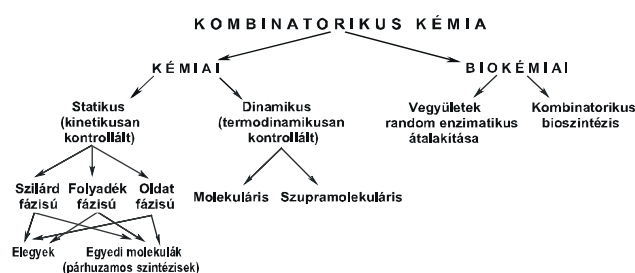 KOMBINATORIKUS KÉMIA
KÉMIAI
BIOKÉMIAI
Statikus
(kinetikusan
kontrollált)
Dinamikus
(termodinamikusan
kontrollált)
Vegyületek
random enzimatikus
átalakítása
Kombinatorikus
bioszintézis
Szilárd
fázisú
Folyadék
fázisú
Oldat
fázisú
Molekuláris
Szupramolekuláris
Elegyek
Egyedi molekulák
(párhuzamos szintézisek)